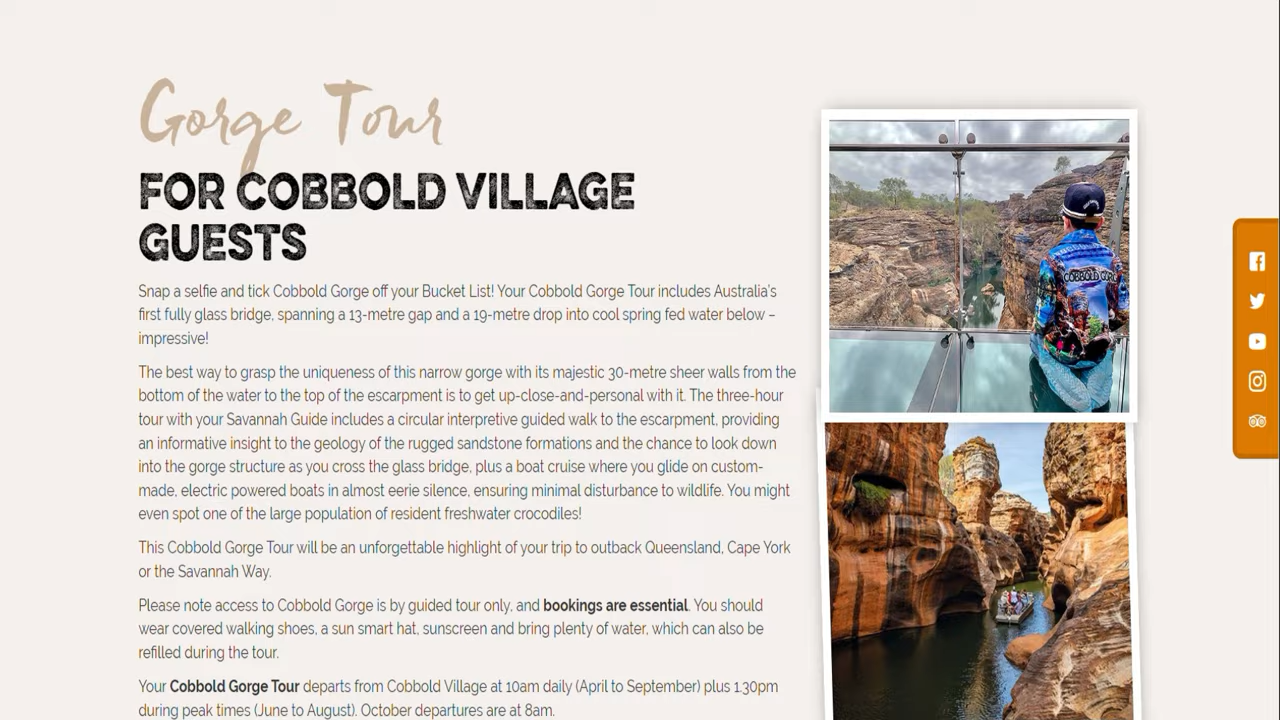 Gorge Tour
FOR COBBOLD VILLAGE
GUESTS
Snap a selfie and tick Cobbold Gorge off your Bucket List! Your Cobbold Gorge Tour includes Australia's
first fully glass bridge, spanning a 13-metre gap and a 19-metre drop into cool spring fed water below –
impressive!
The best way to grasp the uniqueness of this narrow gorge with its majestic 30-metre sheer walls from the
bottom of the water to the top of the escarpment is to get up-close-and-personal with it. The three-hour
tour with your Savannah Guide includes a circular interpretive guided walk to the escarpment, providing
an informative insight to the geology of the rugged sandstone formations and the chance to look down
into the gorge structure as you cross the glass bridge, plus a boat cruise where you glide on custom-
made, electric powered boats in almost eerie silence, ensuring minimal disturbance to wildlife. You might
even spot one of the large population of resident freshwater crocodiles!
This Cobbold Gorge Tour will be an unforgettable highlight of your trip to outback Queensland, Cape York
or the Savannah Way.
Please note access to Cobbold Gorge is by guided tour only, and bookings are essential. You should
wear covered walking shoes, a sun smart hat, sunscreen and bring plenty of water, which can also be
refilled during the tour.
Your Cobbold Gorge Tour departs from Cobbold Village at 10am daily (April to September) plus 1.30pm
during peak times (June to August). October departures are at 8am.
COBBOLD GORGE